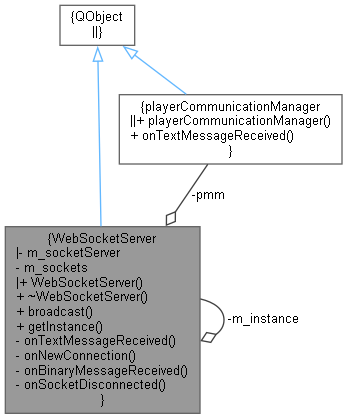 {QObject
||}
{playerCommunicationManager
||+ playerCommunicationManager()
+ onTextMessageReceived()
}
-pmm
{WebSocketServer
|- m_socketServer
- m_sockets
|+ WebSocketServer()
+ ~WebSocketServer()
+ broadcast()
+ getInstance()
- onTextMessageReceived()
- onNewConnection()
- onBinaryMessageReceived()
- onSocketDisconnected()
}
-m_instance